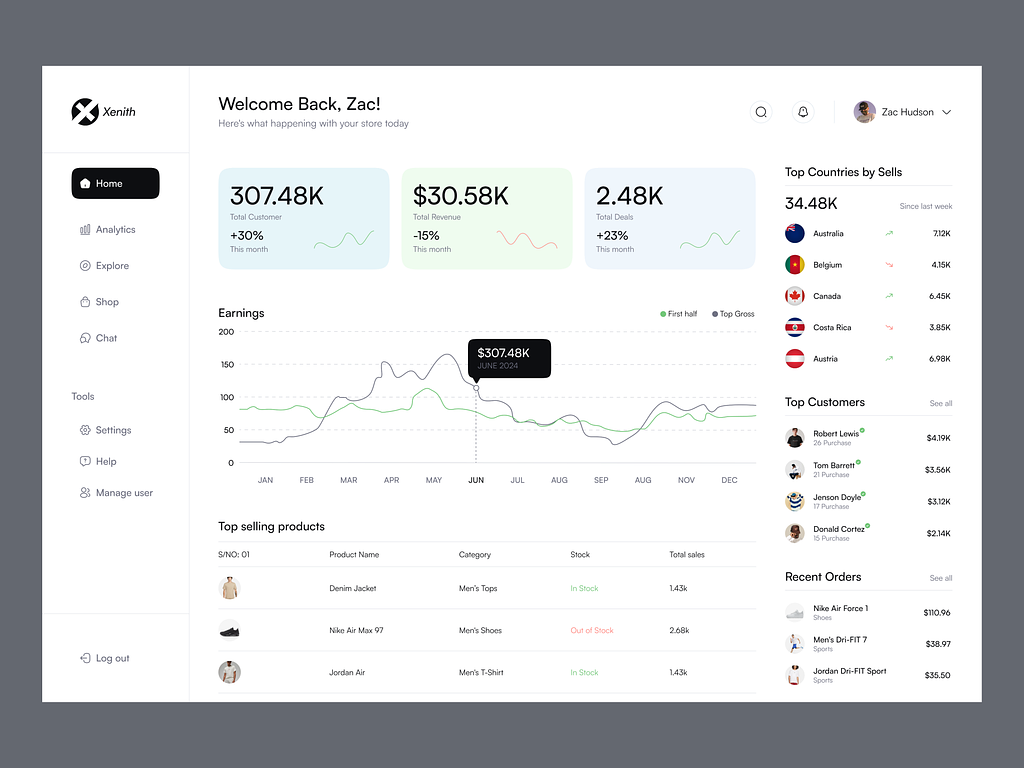 Xenith
Home
Analytics
Explore
Shop
Chat
Tools
Settings
Help
Manage user
Log out
Welcome Back, Zac!
Here's what happening with your store today
Zac Hudson
307.48K
Total Customer
+30%
This month
$30.58K
Total Revenue
-15%
This month
2.48K
Total Deals
+23%
This month
Earnings
First half Top Gross
200
150
100
50
0
$307.48K
JUNE 2024
JAN FEB MAR APR MAY JUN JUL AUG SEP AUG NOV DEC
Top selling products
S/NO: 01 Product Name Category Stock Total sales
Denim Jacket Men's Tops In Stock 1.43k
Nike Air Max 97 Men's Shoes Out of Stock 2.68k
Jordan Air Men's T-Shirt In Stock 1.43k
Top Countries by Sells
34.48K Since last week
Australia 7.12K
Belgium 4.15K
Canada 6.45K
Costa Rica 3.85K
Austria 6.98K
Top Customers See all
Robert Lewis
26 Purchase
$4.19K
Tom Barrett
21 Purchase
$3.56K
Jenson Doyle
17 Purchase
$3.12K
Donald Cortez
15 Purchase
$2.14K
Recent Orders See all
Nike Air Force 1
Shoes
$110.96
Men's Dri-FIT 7
Sports
$38.97
Jordan Dri-FIT Sport
Sports
$35.50